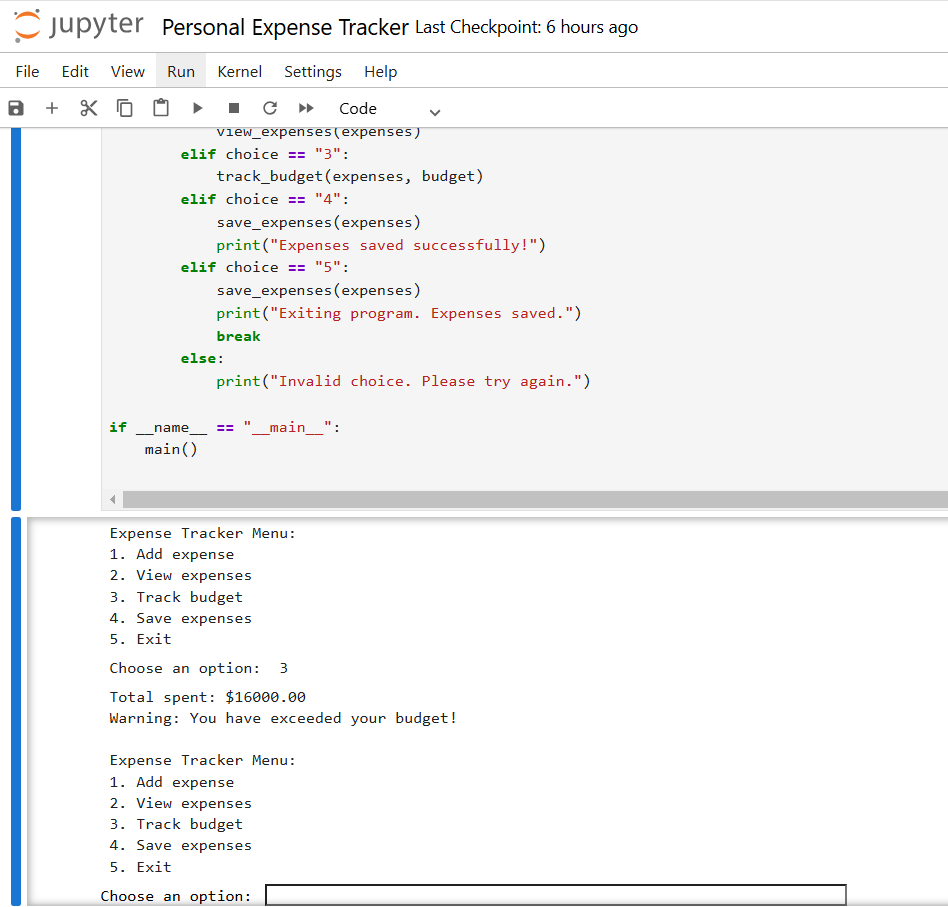 jupyter Personal Expense Tracker Last Checkpoint: 6 hours ago
File Edit View Run Kernel Settings Help
Code
view_expenses(expenses)
elif choice == "3":
track_budget(expenses, budget)
elif choice == "4":
save_expenses(expenses)
print("Expenses saved successfully!")
elif choice == "5":
save_expenses(expenses)
print("Exiting program. Expenses saved.")
break
else:
print("Invalid choice. Please try again.")
if __name__ == "__main__":
main()
Expense Tracker Menu:
1. Add expense
2. View expenses
3. Track budget
4. Save expenses
5. Exit
Choose an option: 3
Total spent: $16000.00
Warning: You have exceeded your budget!
Expense Tracker Menu:
1. Add expense
2. View expenses
3. Track budget
4. Save expenses
5. Exit
Choose an option: